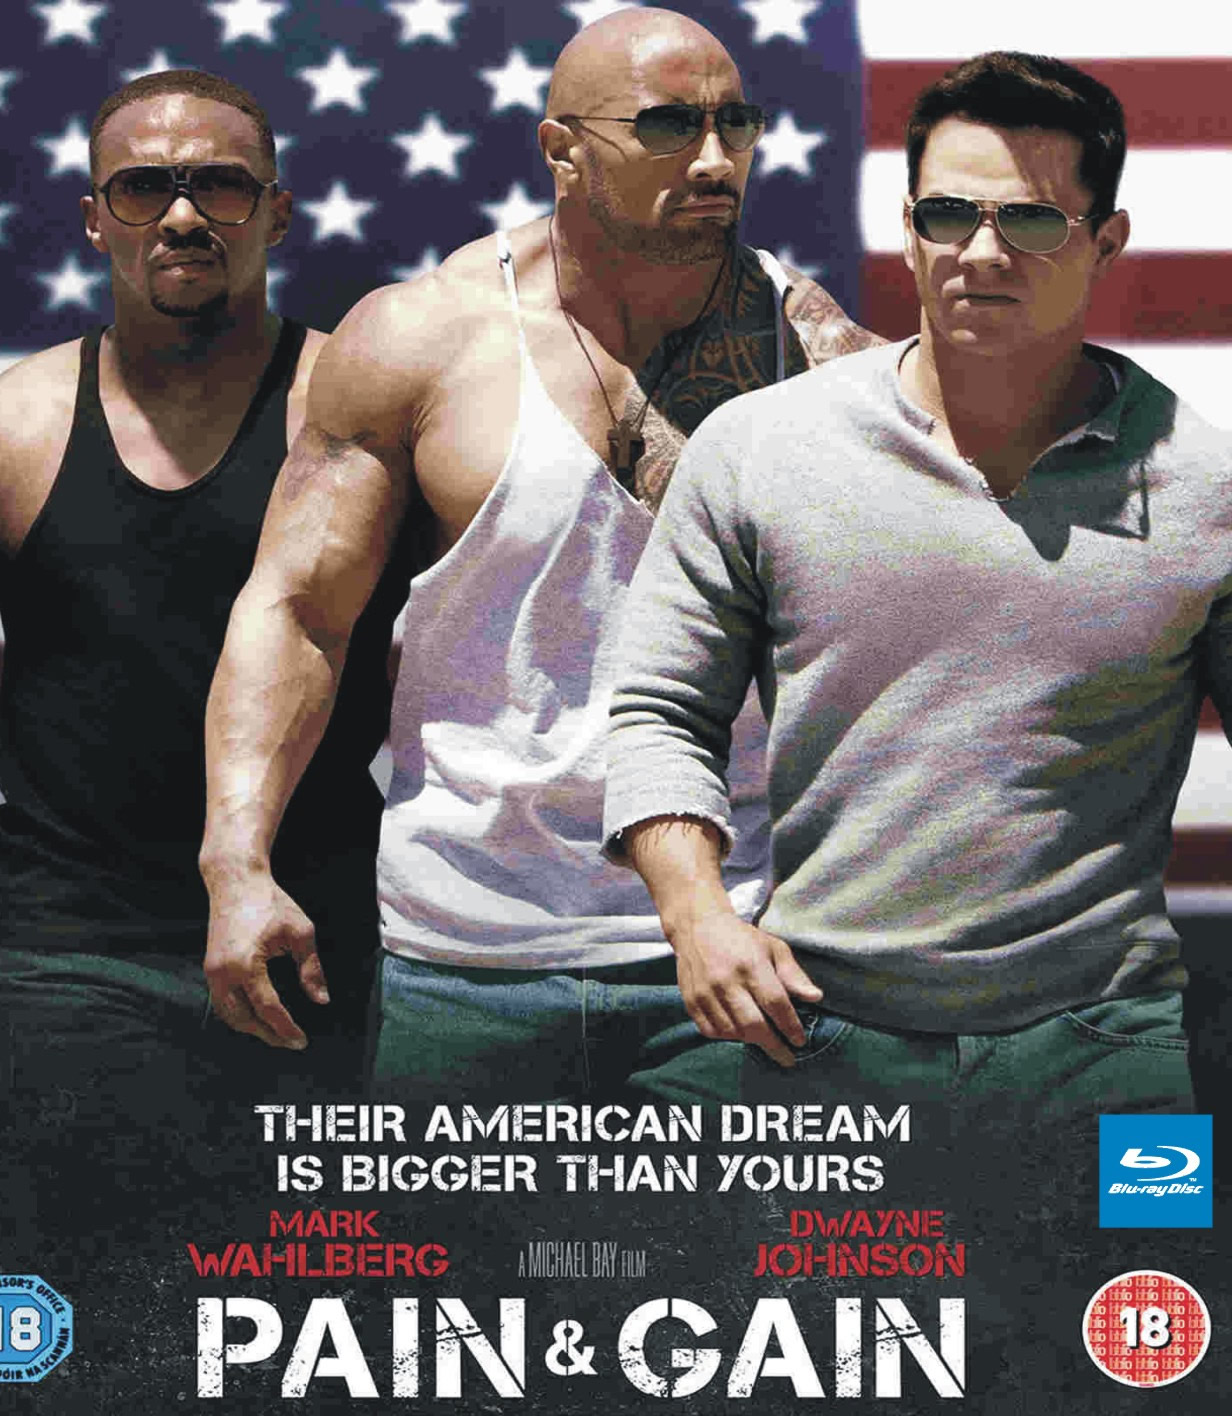 THEIR AMERICAN DREAM
IS BIGGER THAN YOURS
MARK
WAHLBERG
A MICHAEL BAY FILM
DWAYNE
JOHNSON
PAIN & GAIN
Blu-ray Disc
TM
18
18